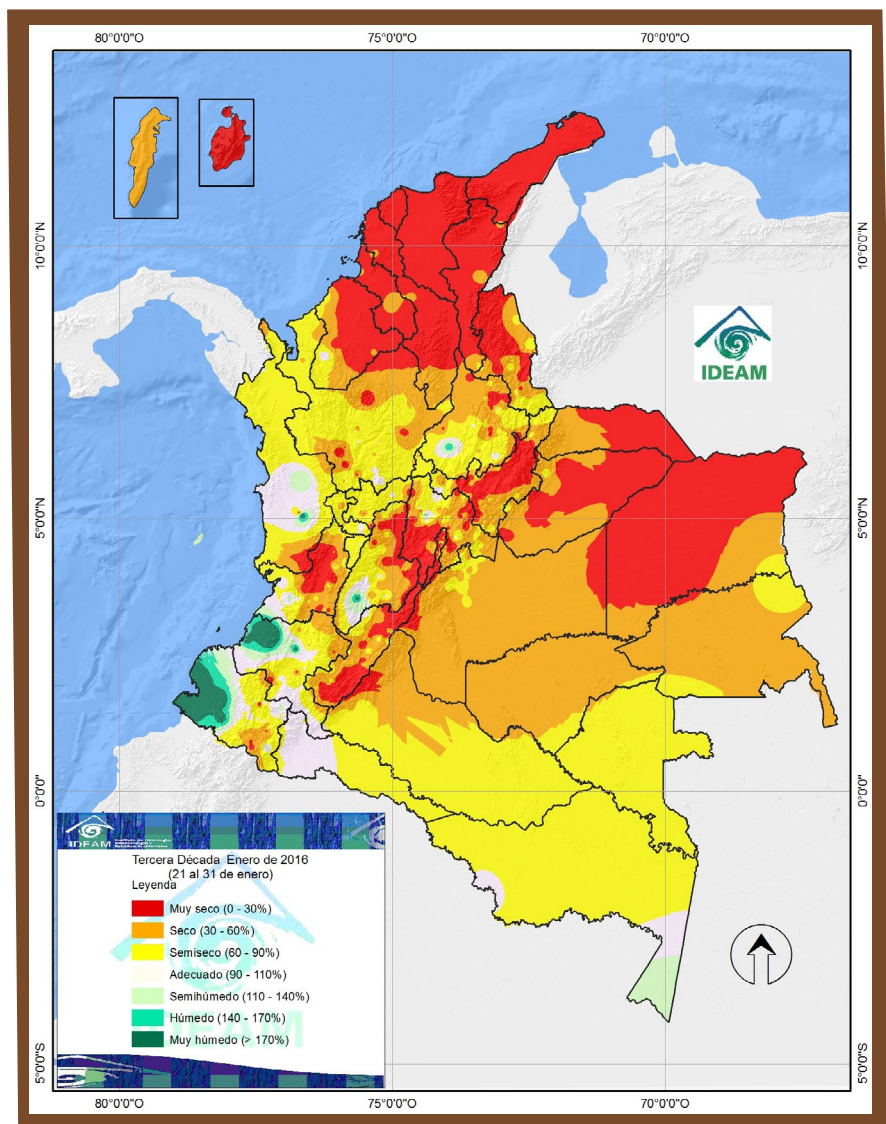 80°0'0"O 75°0'0"O 70°0'0"O
10°0'0"N 10°0'0"N
IDEAM
5°0'0"N 5°0'0"N
0°0'0" 0°0'0"
IDEAM
Tercera Década Enero de 2016
(21 al 31 de enero)
Leyenda
Muy seco (0 - 30%)
Seco (30 - 60%)
Semiseco (60 - 90%)
Adecuado (90 - 110%)
Semihúmedo (110 - 140%)
Húmedo (140 - 170%)
Muy húmedo (> 170%)
IDEAM
5°0'0"S 5°0'0"S
80°0'0"O 75°0'0"O 70°0'0"O